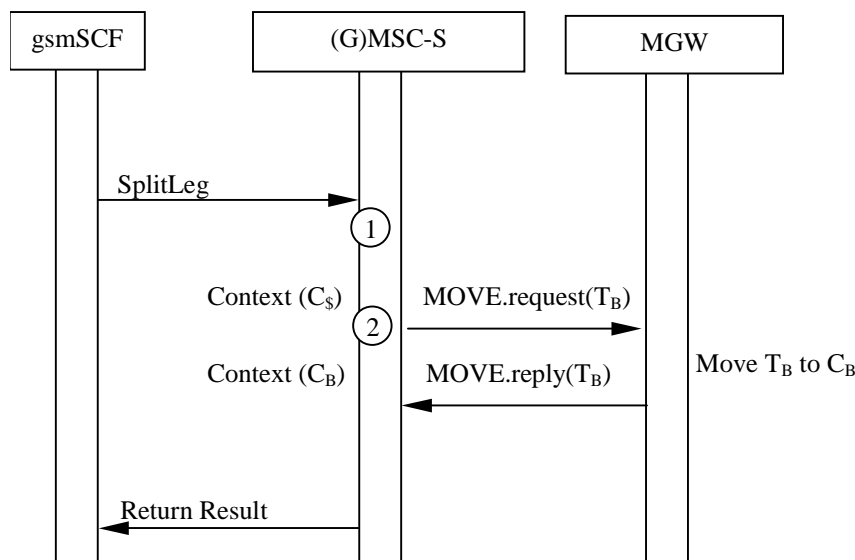 gsmSCF
(G)MSC-S
MGW
SplitLeg
1
Context (C$)
MOVE.request(TB)
2
Context (CB)
MOVE.reply(TB)
Move TB to CB
Return Result